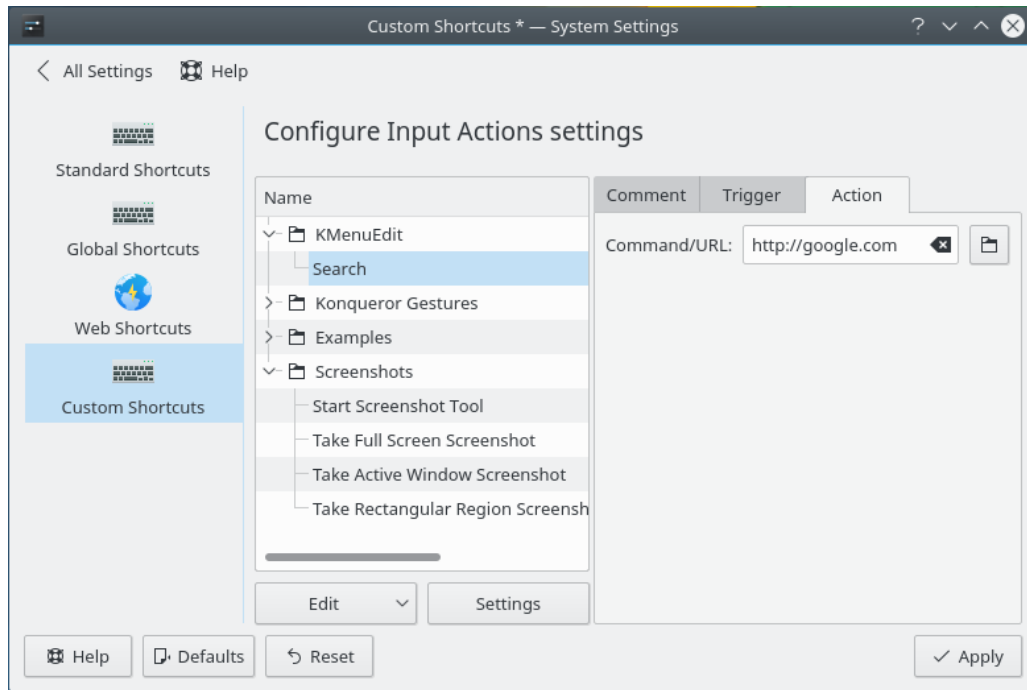 Custom Shortcuts * — System Settings
All Settings Help
Standard Shortcuts
Global Shortcuts
Web Shortcuts
Custom Shortcuts
Configure Input Actions settings
Name
KMenuEdit
Search
Konqueror Gestures
Examples
Screenshots
Start Screenshot Tool
Take Full Screen Screenshot
Take Active Window Screenshot
Take Rectangular Region Screensh
Edit Settings
Comment Trigger Action
Command/URL: http://google.com
Help Defaults Reset Apply